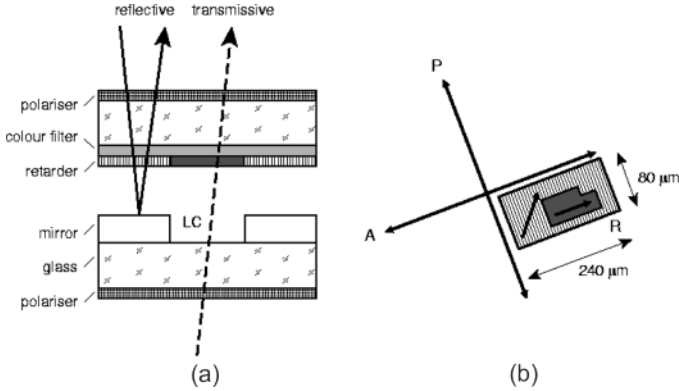 reflective transmissive
polariser
colour filter
retarder
LC
mirror
glass
polariser
(a)
P
80 μm
A
R
240 μm
(b)